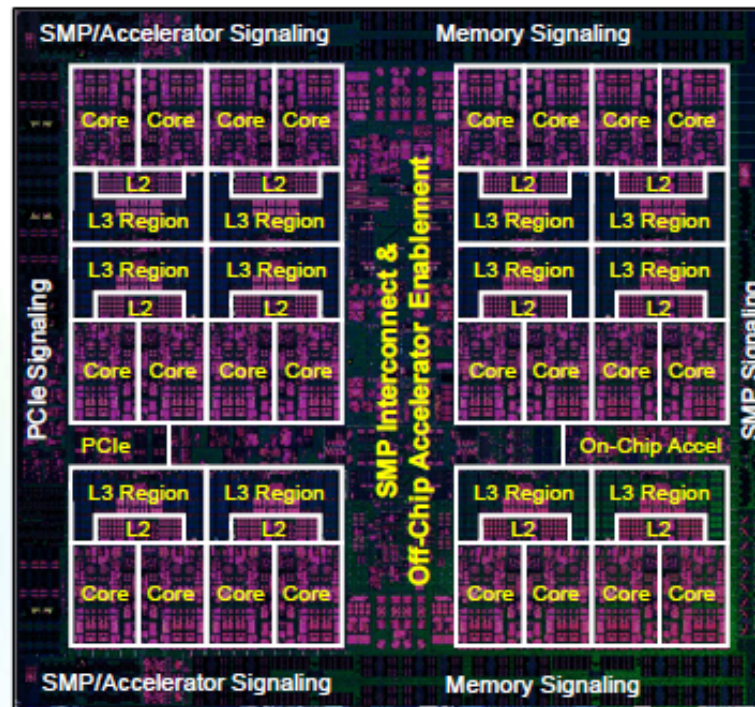 SMP/Accelerator Signaling Memory Signaling
Core Core Core Core Core Core Core Core
L2 L2 L2 L2
L3 Region L3 Region L3 Region L3 Region
L3 Region L3 Region L3 Region L3 Region
L2 L2 L2 L2
Core Core Core Core Core Core Core Core
PCIe On-Chip Accel
L3 Region L3 Region L3 Region L3 Region
L2 L2 L2 L2
Core Core Core Core Core Core Core Core
SMP/Accelerator Signaling Memory Signaling
PCIe Signaling
SMP Interconnect &
Off-Chip Accelerator Enablement
SMP Signaling